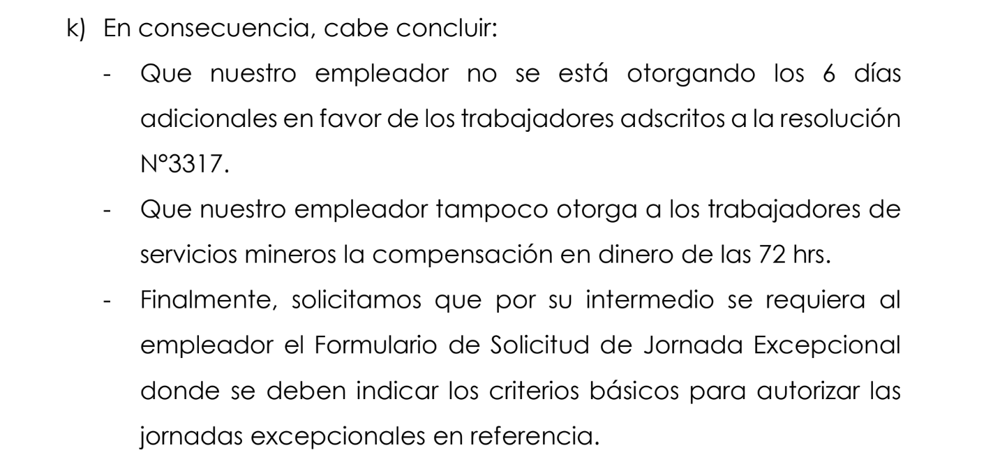 k) En consecuencia, cabe concluir:
- Que nuestro empleador no se está otorgando los 6 días
adicionales en favor de los trabajadores adscritos a la resolución
N°3317.
- Que nuestro empleador tampoco otorga a los trabajadores de
servicios mineros la compensación en dinero de las 72 hrs.
- Finalmente, solicitamos que por su intermedio se requiera al
empleador el Formulario de Solicitud de Jornada Excepcional
donde se deben indicar los criterios básicos para autorizar las
jornadas excepcionales en referencia.